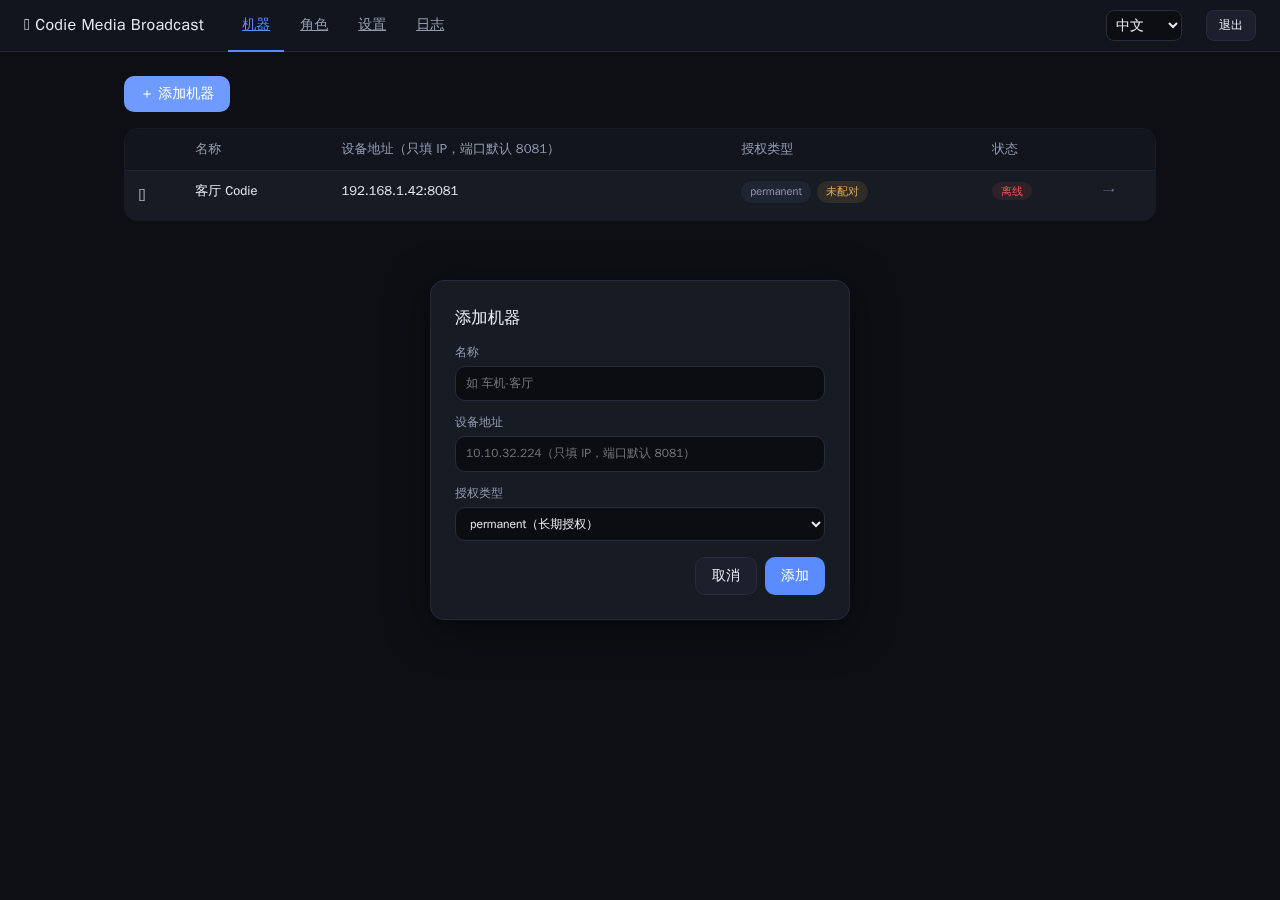 Codie Media Broadcast 机器 角色 设置 日志 中文 退出
+ 添加机器
名称 设备地址（只填 IP，端口默认 8081） 授权类型 状态
客厅 Codie 192.168.1.42:8081 permanent 未配对 离线 →
添加机器
名称
如 车机·客厅
设备地址
10.10.32.224（只填 IP，端口默认 8081）
授权类型
permanent（长期授权）
取消 添加